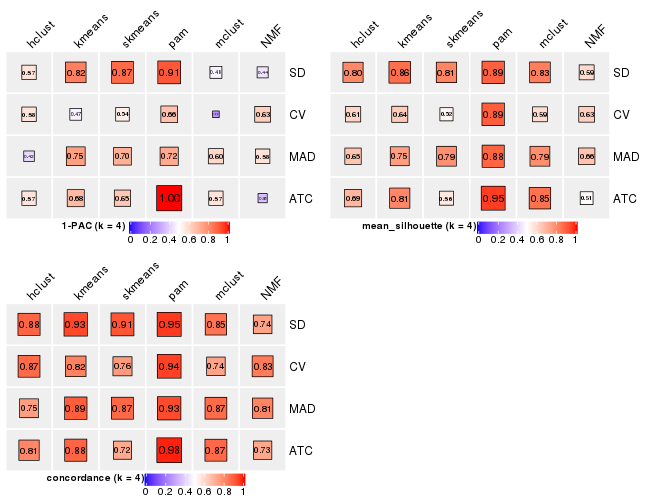 hclust kmeans skmeans pam mclust NMF
0.57 0.82 0.87 0.91 0.48 0.44 SD
0.58 0.47 0.54 0.66 CV 0.63
0.42 0.75 0.70 0.72 0.60 0.58 MAD
0.57 0.68 0.65 1.00 0.57 ATC
1-PAC (k = 4)
0 0.2 0.4 0.6 0.8 1
hclust kmeans skmeans pam mclust NMF
0.80 0.86 0.81 0.89 0.83 0.59 SD
0.61 0.64 0.52 0.89 0.59 0.63 CV
0.65 0.75 0.79 0.88 0.79 0.66 MAD
0.69 0.81 0.56 0.95 0.85 0.51 ATC
mean_silhouette (k = 4)
0 0.2 0.4 0.6 0.8 1
hclust kmeans skmeans pam mclust NMF
0.88 0.93 0.91 0.95 0.85 0.74 SD
0.87 0.82 0.76 0.94 0.74 0.83 CV
0.75 0.89 0.87 0.93 0.87 0.81 MAD
0.81 0.88 0.72 0.98 0.87 0.73 ATC
concordance (k = 4)
0 0.2 0.4 0.6 0.8 1